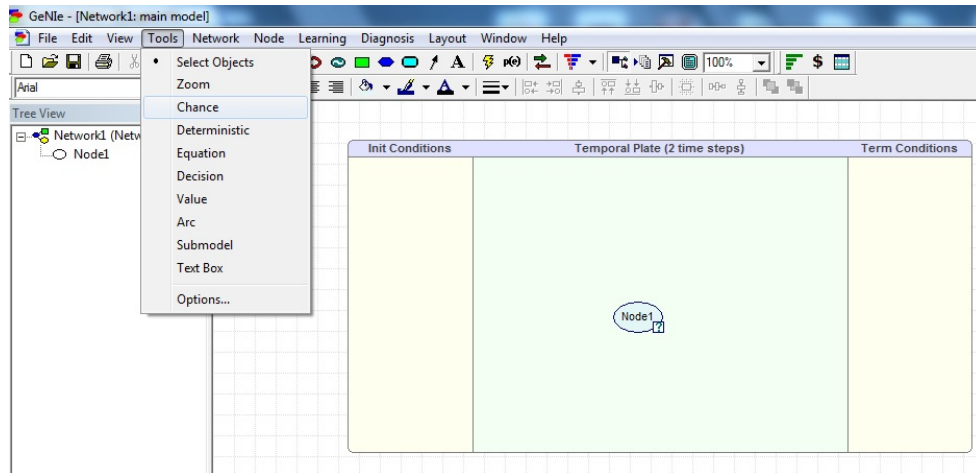 GeNIe - [Network1: main model]
File Edit View Tools Network Node Learning Diagnosis Layout Window Help
A P(e) 100% $
Arial A
Select Objects
Zoom
Chance
Deterministic
Equation
Decision
Value
Arc
Submodel
Text Box
Options...
Tree View
Network1 (Netw
Node1
Init Conditions Temporal Plate (2 time steps) Term Conditions
Node1
?